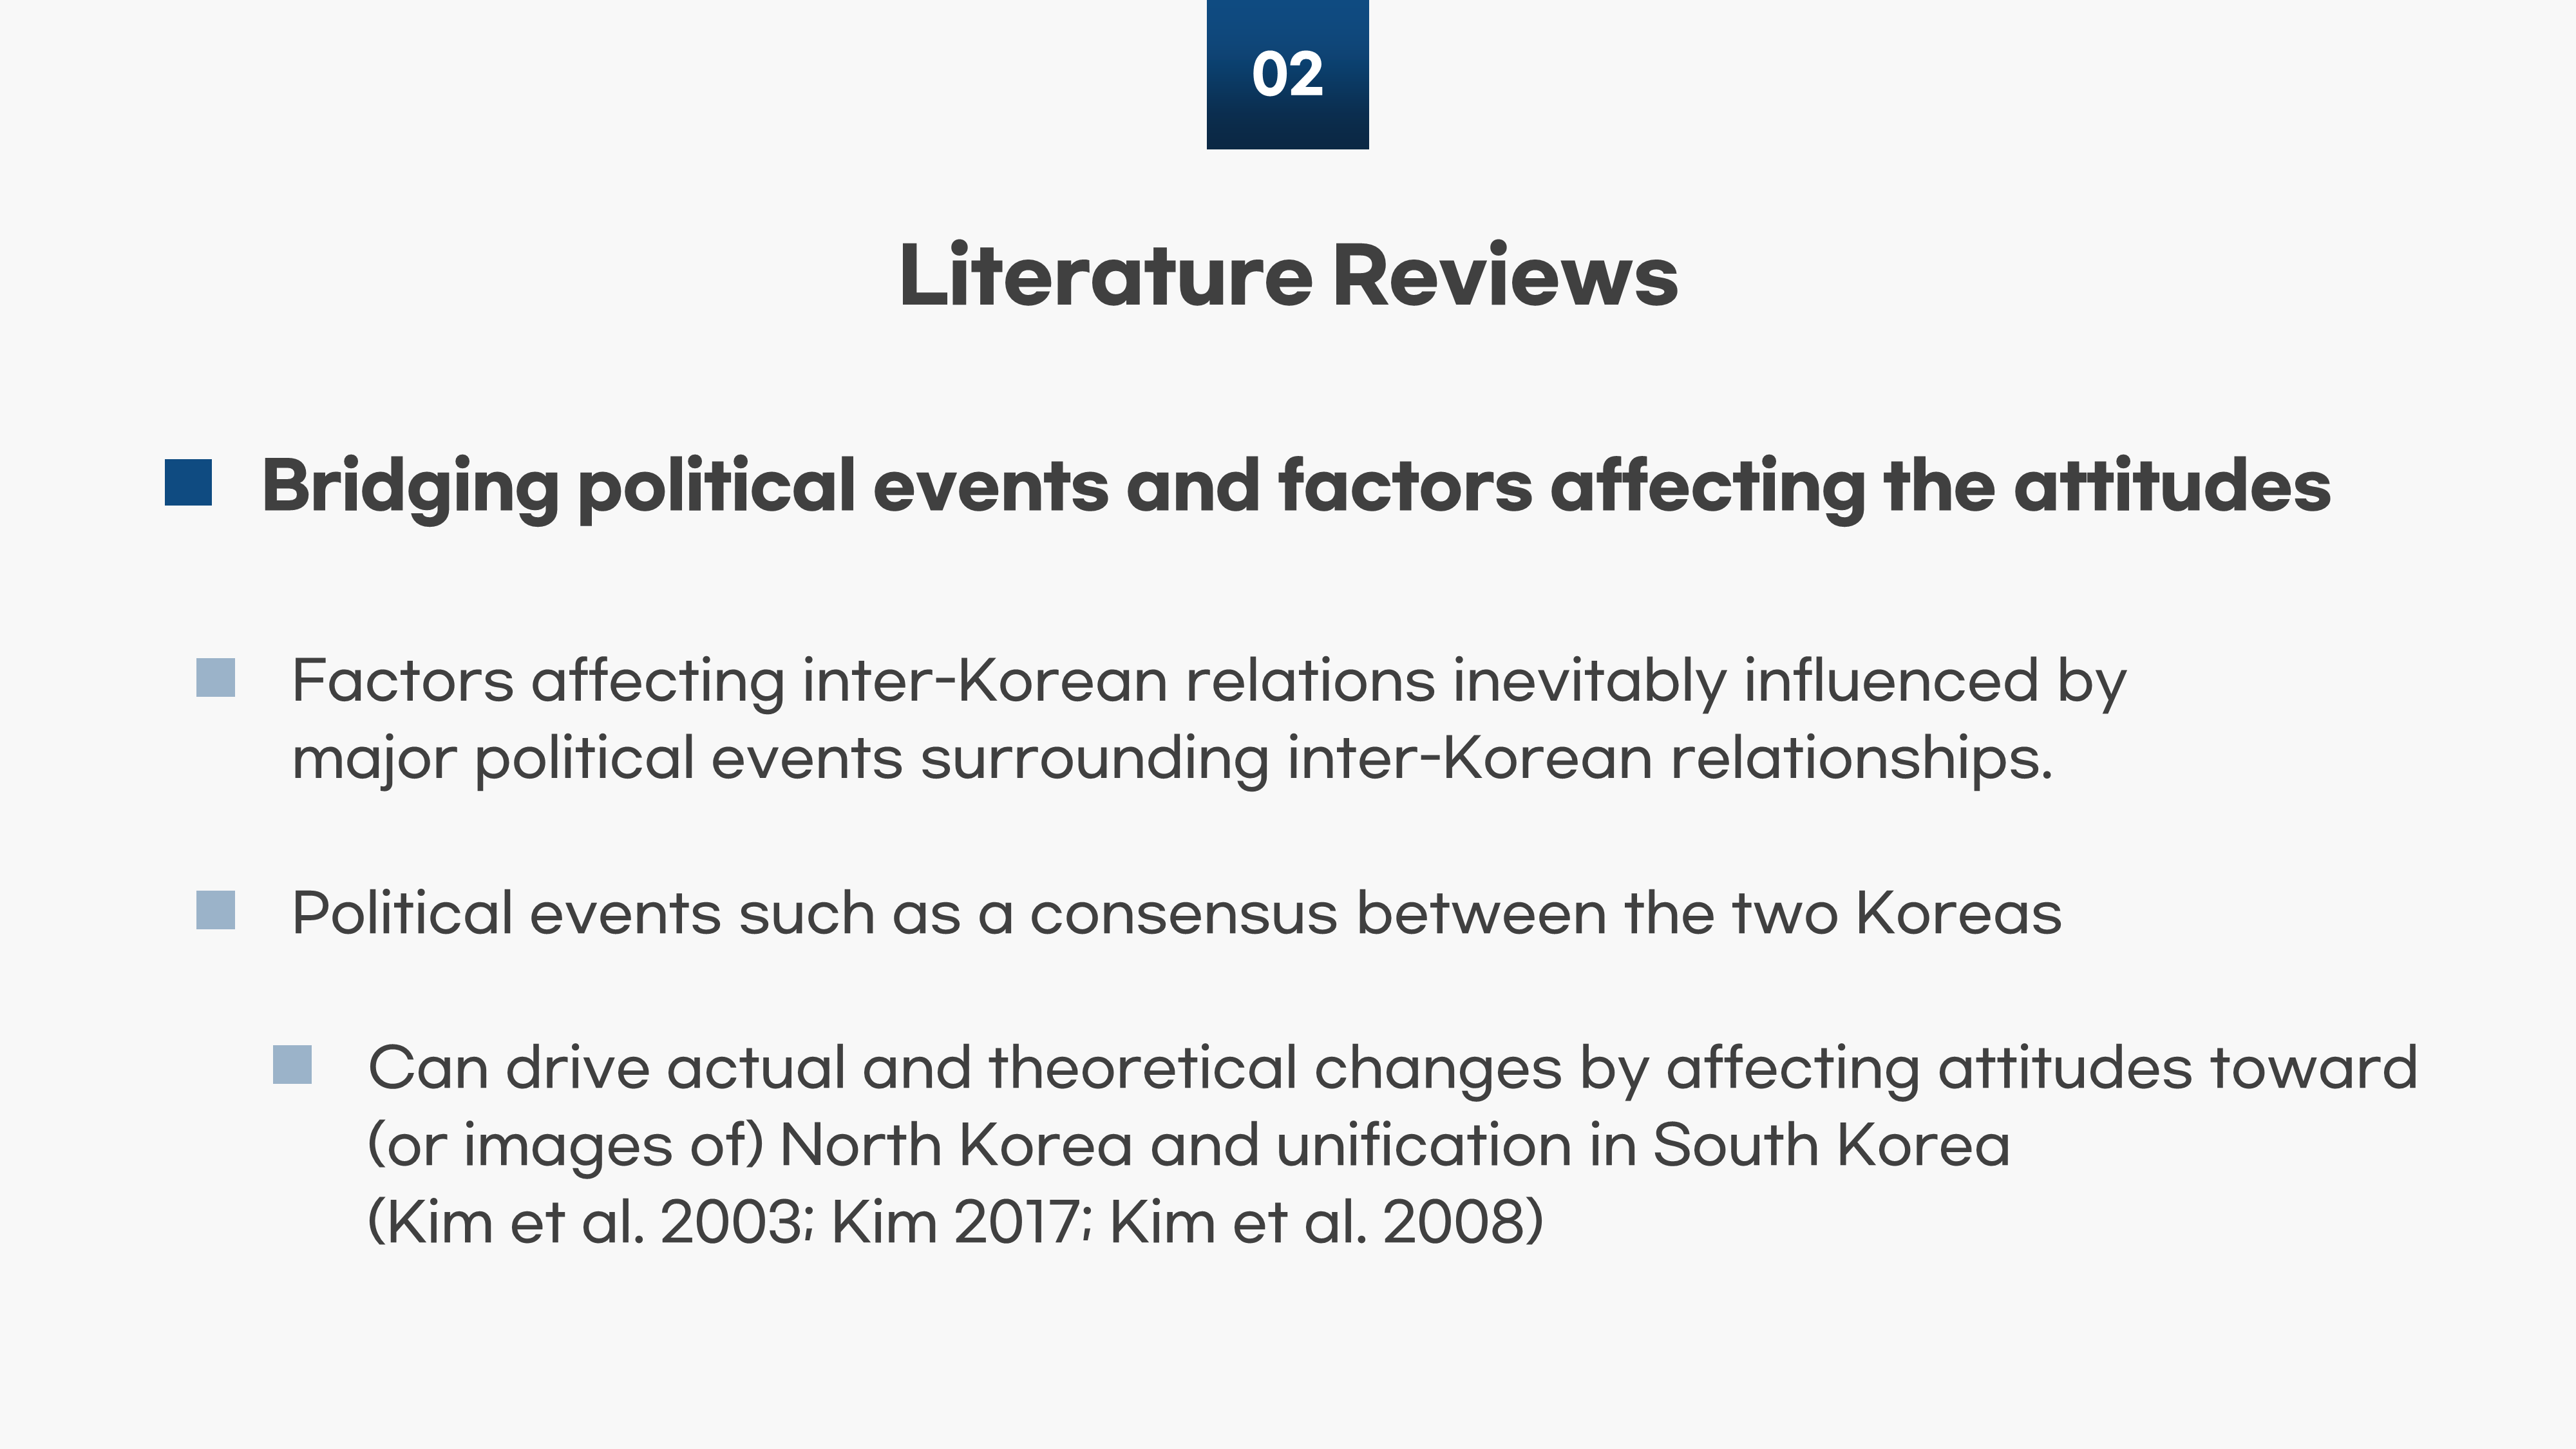 02
Literature Reviews
Bridging political events and factors affecting the attitudes
Factors affecting inter-Korean relations inevitably influenced by
major political events surrounding inter-Korean relationships.
Political events such as a consensus between the two Koreas
Can drive actual and theoretical changes by affecting attitudes toward
(or images of) North Korea and unification in South Korea
(Kim et al. 2003; Kim 2017; Kim et al. 2008)